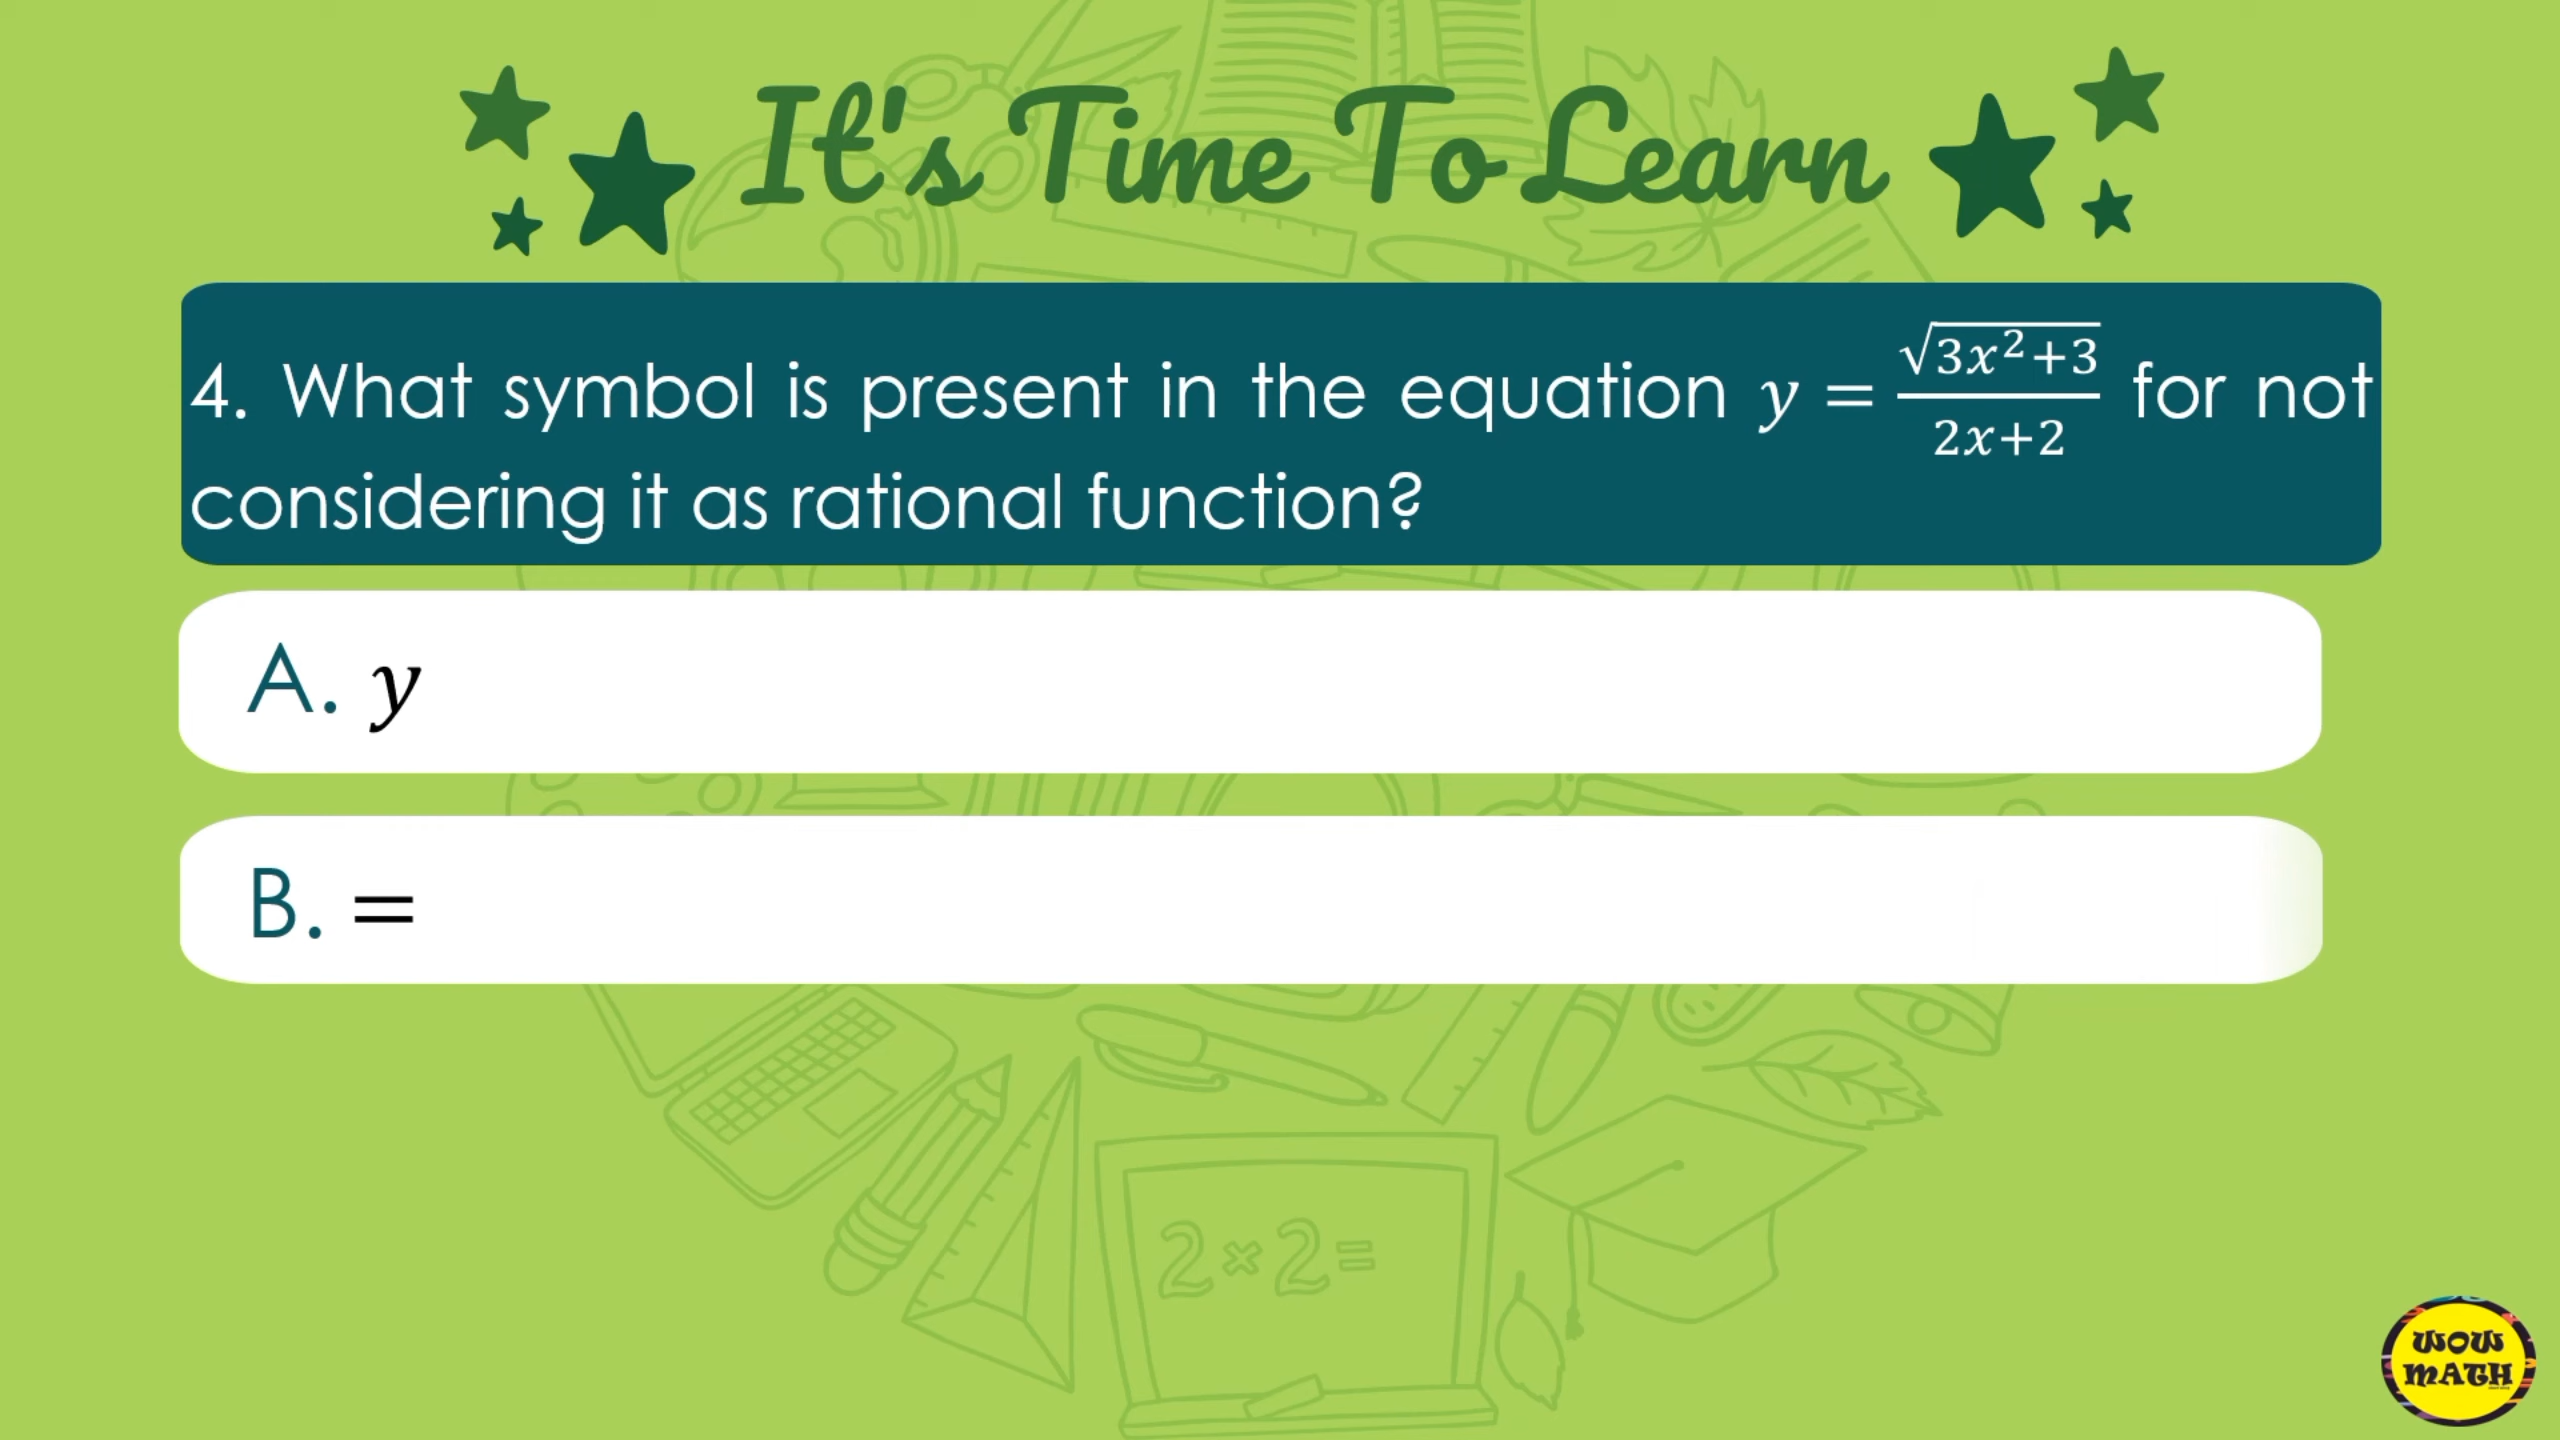 It's Time To Learn
4. What symbol is present in the equation y = √3x²+3 / 2x+2 for not
considering it as rational function?
A. y
B. =
2×2=
WOW
MATH